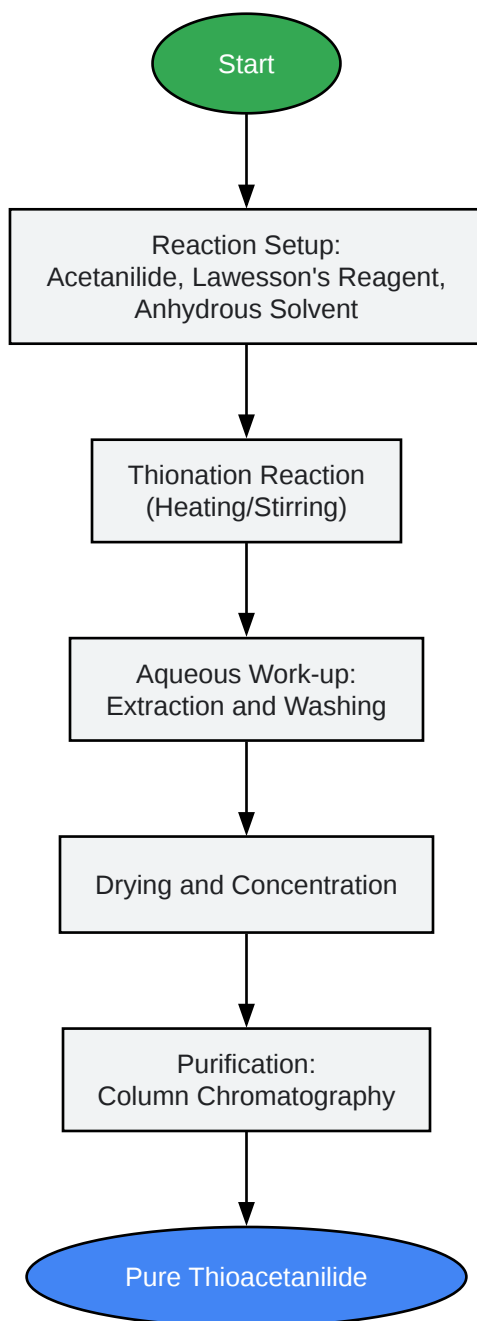 Start
Reaction Setup:
Acetanilide, Lawesson's Reagent,
Anhydrous Solvent
Thionation Reaction
(Heating/Stirring)
Aqueous Work-up:
Extraction and Washing
Drying and Concentration
Purification:
Column Chromatography
Pure Thioacetanilide